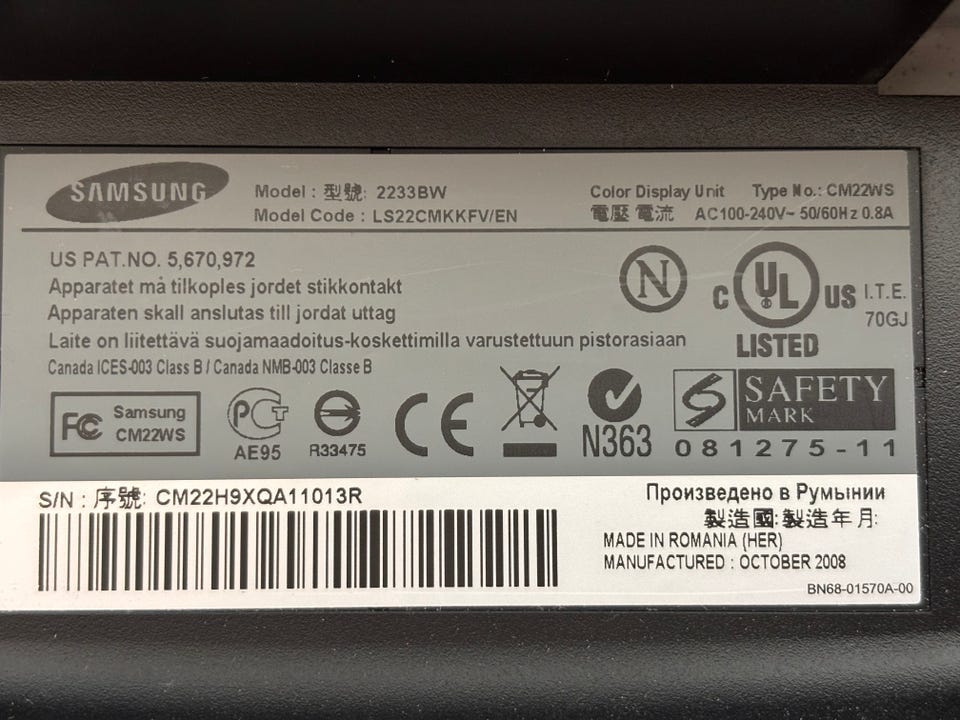 SAMSUNG
Model : 型號: 2233BW
Model Code : LS22CMKKFV/EN
Color Display Unit Type No.: CM22WS
電壓 電流 AC100-240V~ 50/60Hz 0.8A
US PAT.NO. 5,670,972
Apparatet må tilkoples jordet stikkontakt
Apparaten skall anslutas till jordat uttag
Laite on liitettävä suojamaadoitus-koskettimilla varustettuun pistorasiaan
Canada ICES-003 Class B / Canada NMB-003 Classe B
N
C UL US
LISTED
I.T.E.
70GJ
FC Samsung
CM22WS
PCT
AE95
R33475
CE
N363
S SAFETY
MARK
081275-11
S/N : 序號: CM22H9XQA11013R
Произведено в Румынии
製造國:製造年月:
MADE IN ROMANIA (HER)
MANUFACTURED : OCTOBER 2008
BN68-01570A-00